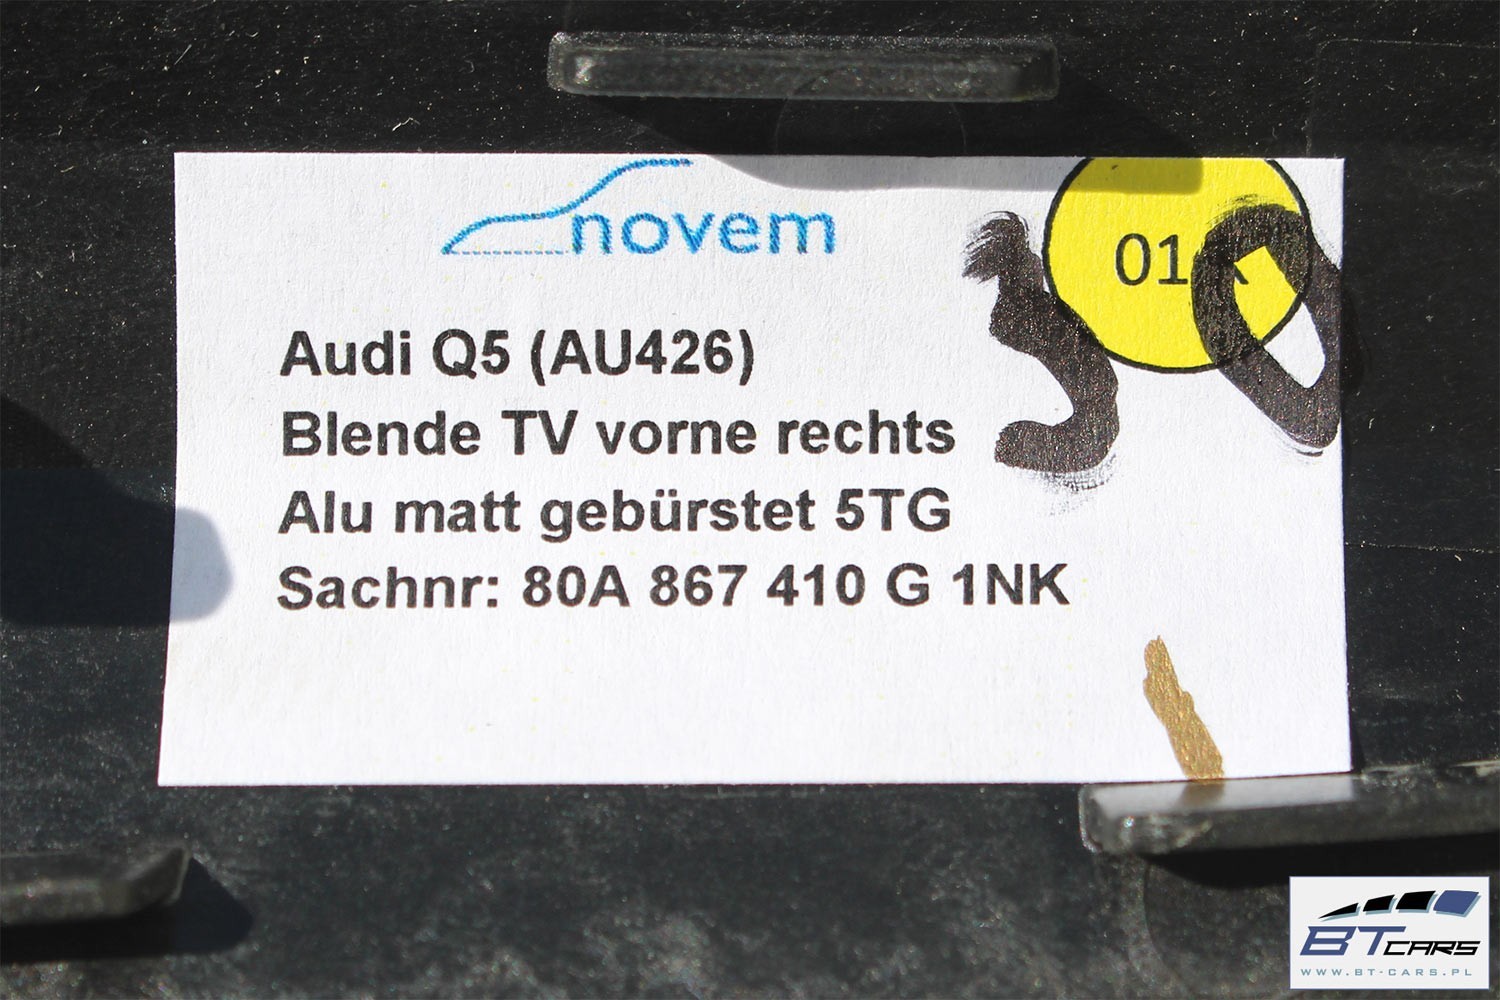 novem
01
Audi Q5 (AU426)
Blende TV vorne rechts
Alu matt gebürstet 5TG
Sachnr: 80A 867 410 G 1NK
BT CARS
WWW.BT-CARS.PL